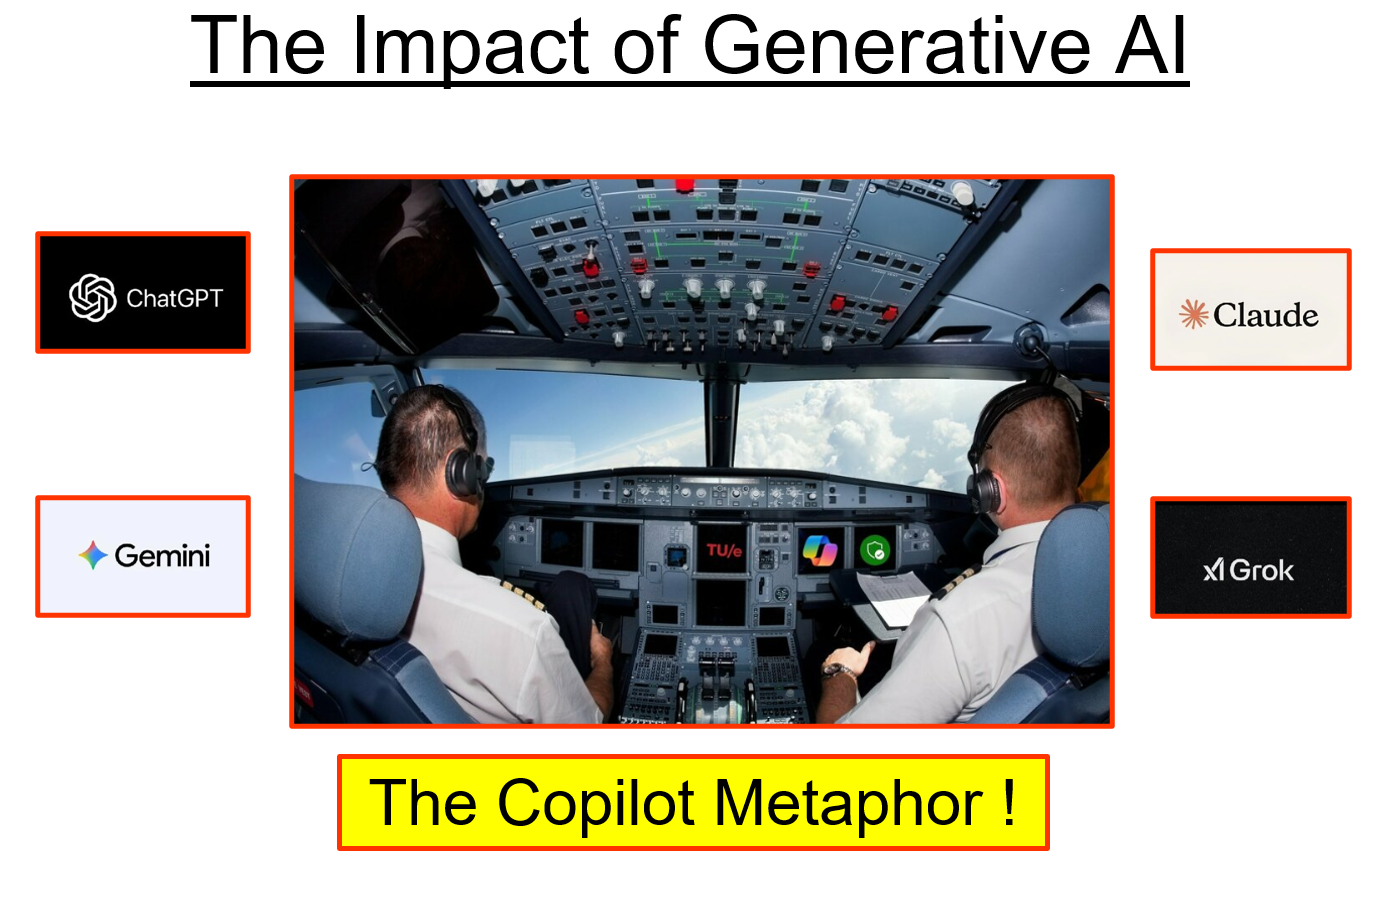 The Impact of Generative AI
ChatGPT
Claude
Gemini
TU/e
Grok
The Copilot Metaphor !